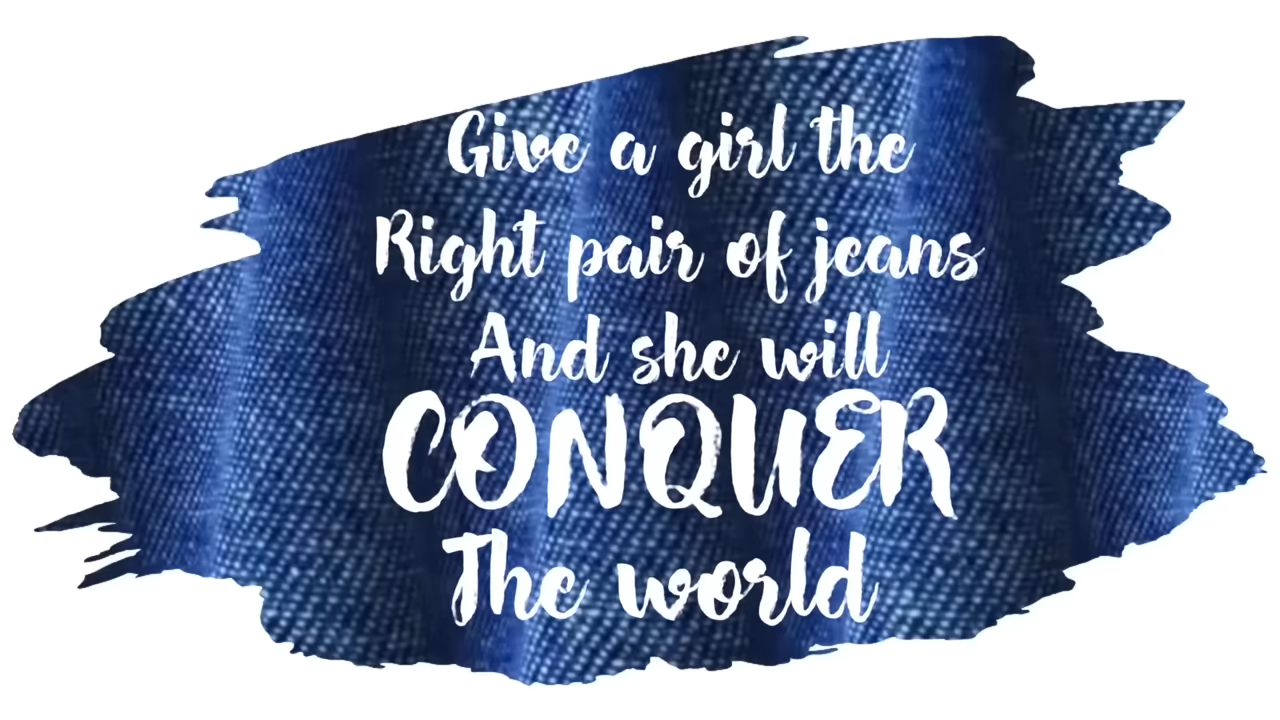 Give a girl the
Right pair of jeans
And she will
CONQUER
The world